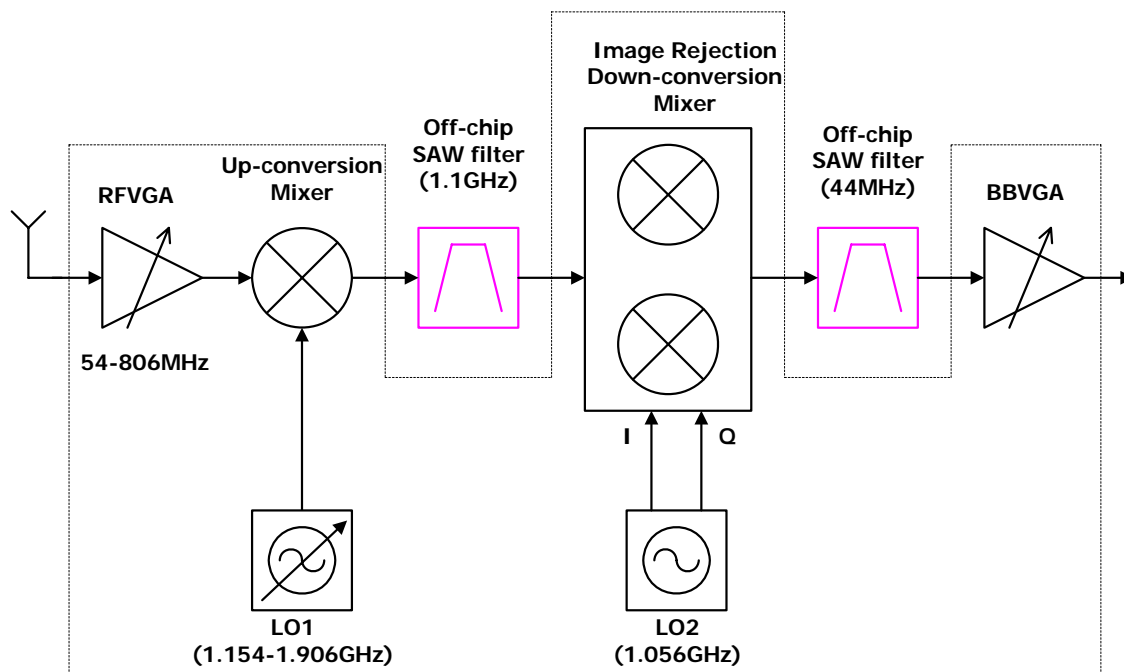 Image Rejection
Down-conversion
Mixer
Off-chip
SAW filter
(1.1GHz)
Off-chip
SAW filter
(44MHz)
Up-conversion
Mixer
RFVGA
BBVGA
54-806MHz
I
Q
LO1
(1.154-1.906GHz)
LO2
(1.056GHz)